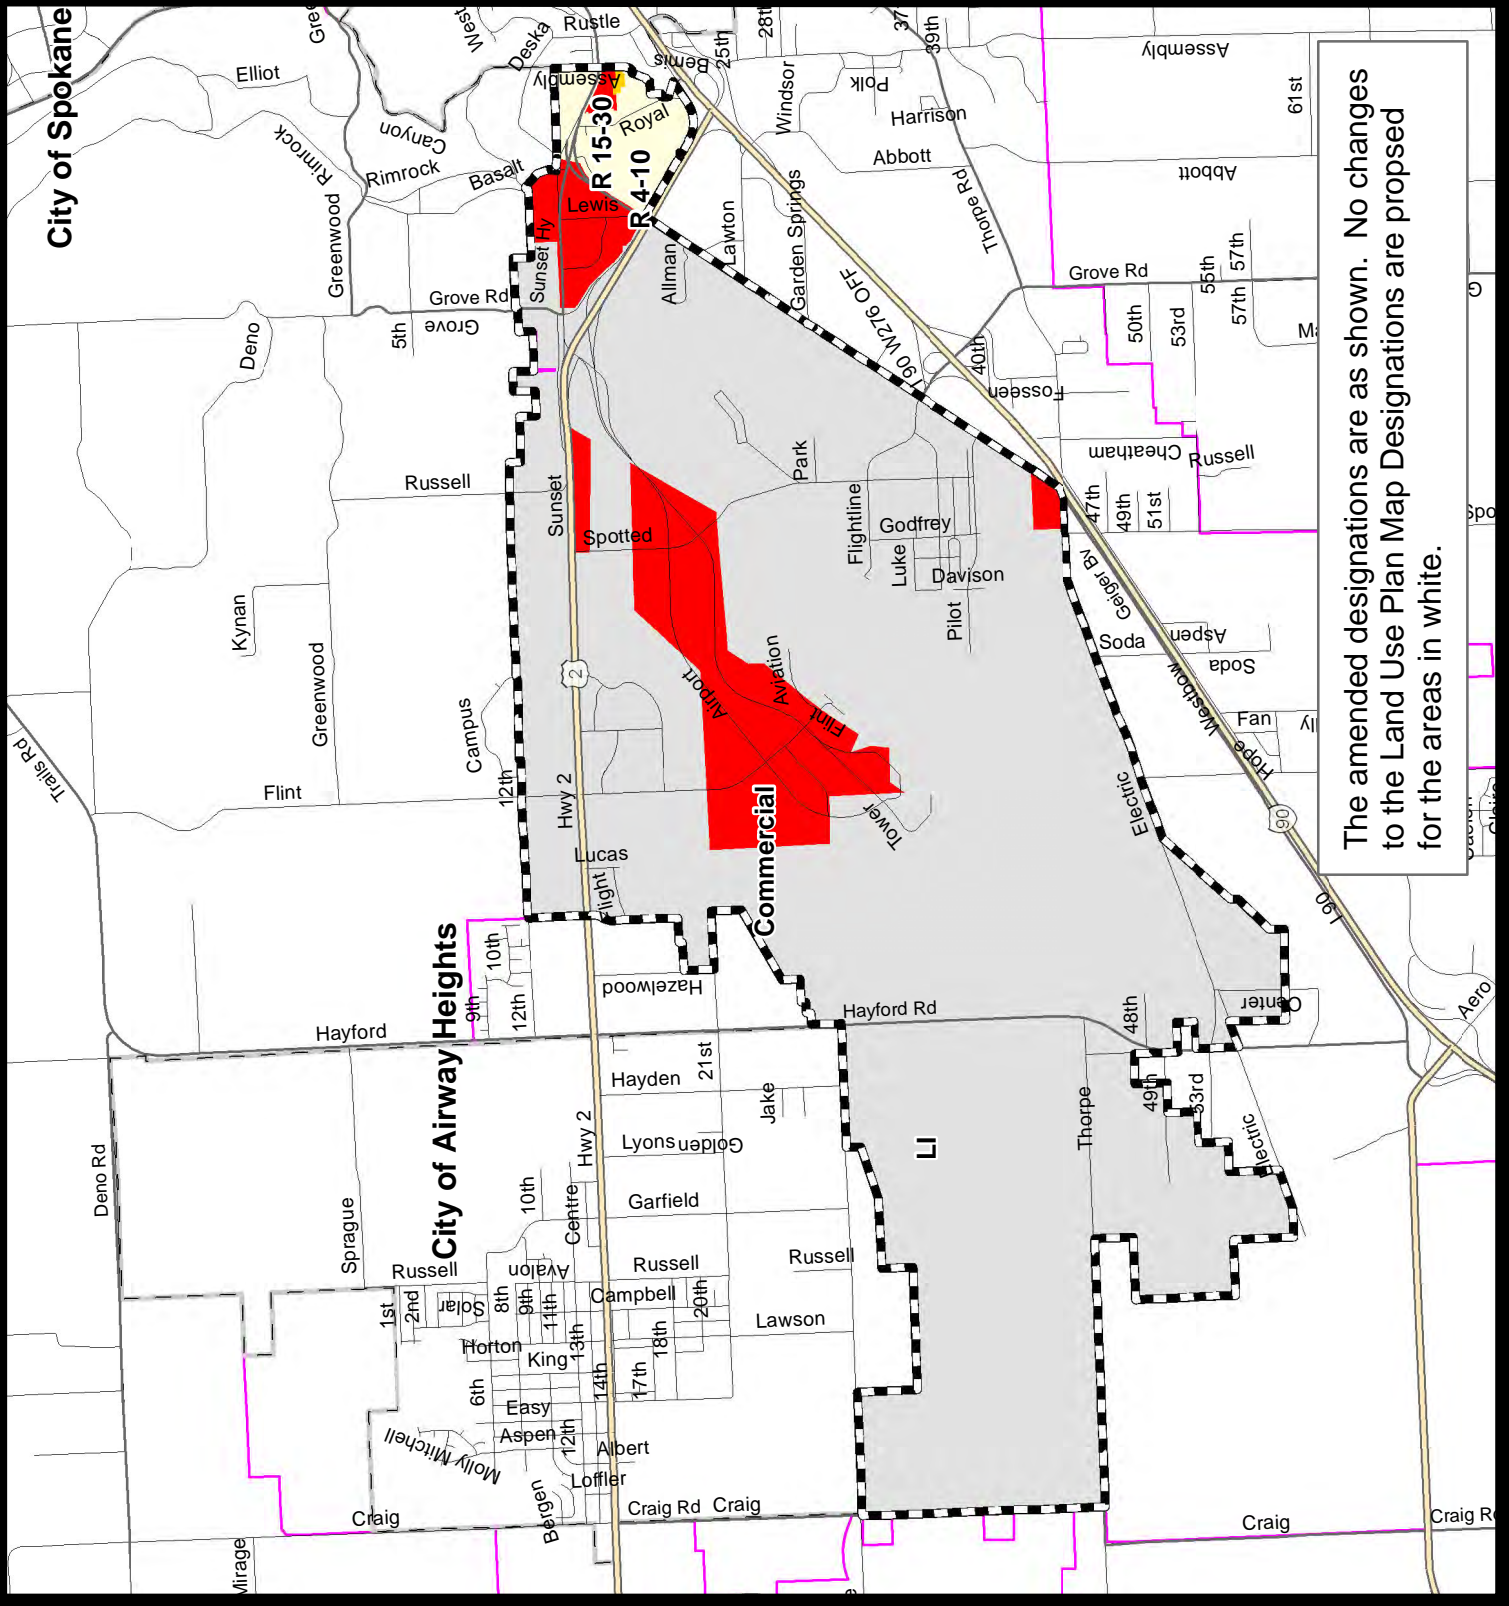 City of Spokane
City of Airway Heights
Commercial
LI
R 15-30
R 4-10
The amended designations are as shown.  No changes
to the Land Use Plan Map Designations are propsed
for the areas in white.
Elliot
Canyon
Rimrock
Rimrock
Basalt
Greenwood
Deska
Rustle
Assembly
Bemis
25th
28th
37th
39th
Assembly
61st
Royal
Windsor
Polk
Harrison
Abbott
Abbott
Thorpe Rd
Lewis
Sunset Hy
Lawton
Allman
Garden Springs
I 90 W276 OFF
Grove Rd
Grove
Grove Rd
5th
Deno
40th
Fosseen
50th
53rd
55th
57th
57th
Cheatham
Russell
47th
49th
51st
Russell
Sunset
Spotted
Park
Flightline
Godfrey
Luke
Davison
Pilot
Geiger Bv
Soda
Aspen
Soda
Westbow
Fan
Hope
Kynan
Greenwood
Campus
12th
Flint
Trails Rd
2
Hwy 2
Airport
Aviation
Flint
Tower
Electric
90
I 90
Lucas
10th
9th
12th
Hazelwood
Hayford
Hayford Rd
48th
Center
Aero
Hayden
21st
Jake
Hwy 2
Lyons
Golden
Thorpe
49th
53rd
Electric
Deno Rd
Sprague
10th
Centre
Garfield
Russell
Avalon
Russell
Russell
1st
2nd
Solar
8th
9th
11th
Campbell
20th
Lawson
Horton
King
13th
18th
6th
14th
17th
Easy
Aspen
12th
Albert
Molly Mitchell
Loffler
Bergen
Craig
Craig Rd
Craig
Craig
Mirage